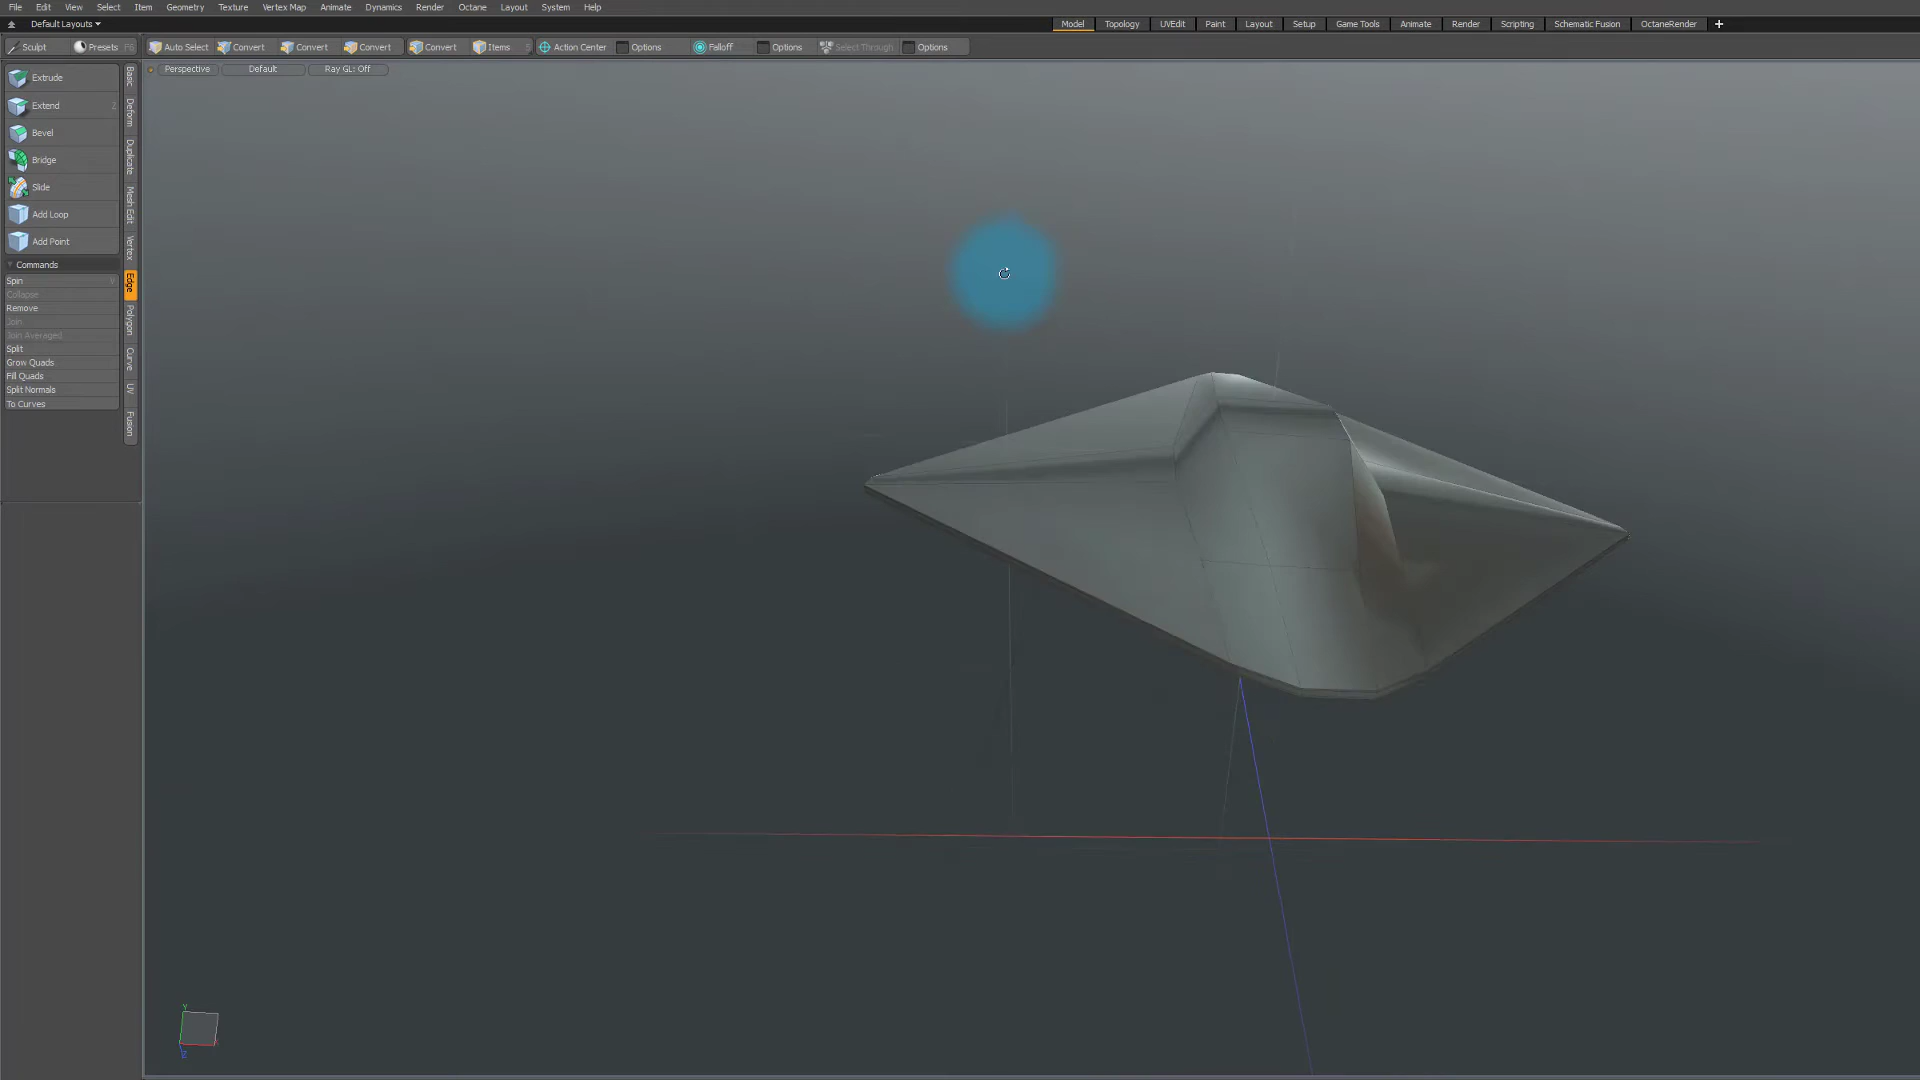 File Edit View Select Item Geometry Texture Vertex Map Animate Dynamics Render Octane Layout Texture System Help
Default Layouts Model Topology UVEdit Paint Layout Setup Game Tools Animate Render Scripting Schematic Fusion OctaneRender +
Sculpt Presets F6 Auto Select Convert Convert Convert Convert Items 5 Action Center Options Falloff Options Select Through Options
Perspective Default Ray GL: Off
Extrude
Extend Z
Bevel
Bridge
Slide
Add Loop
Add Point
Commands
Spin V
Collapse
Remove
Join
Join Averaged
Split
Grow Quads
Fill Quads
Split Normals
To Curves
Basic
Deform
Duplicate
Mesh Edit
Vertex
Edge
Polygon
Curve
UV
Fusion
Y
X
Z